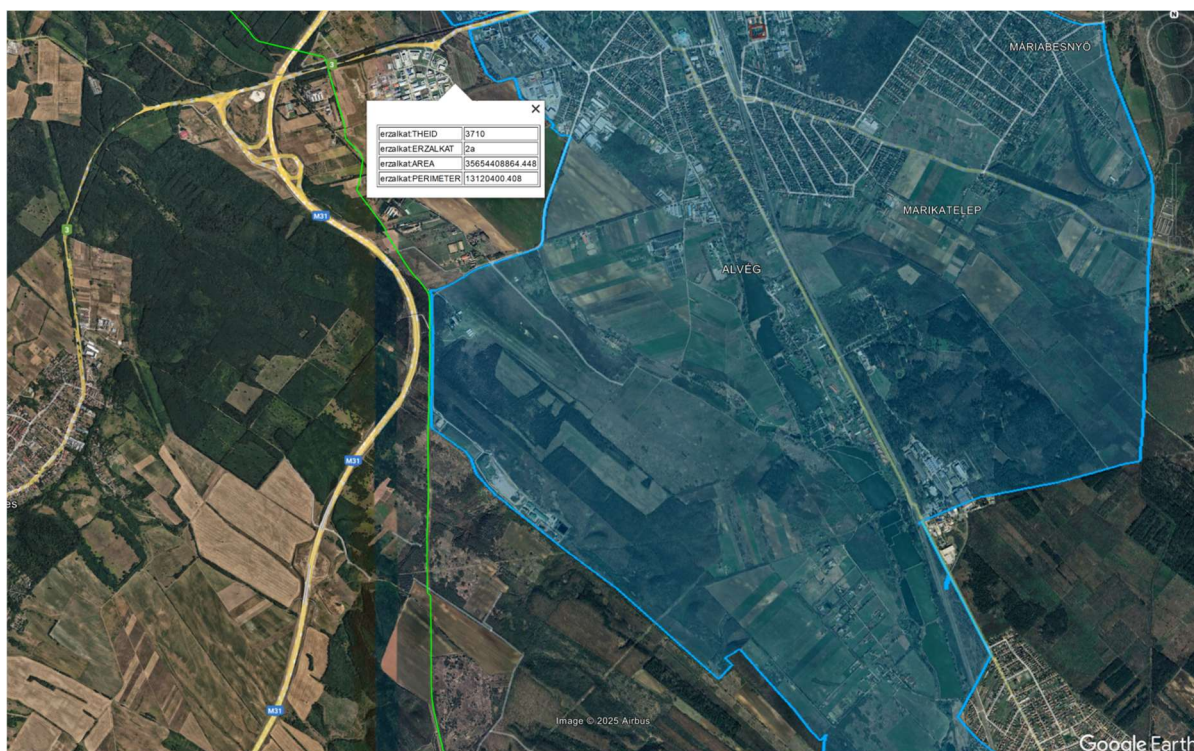 MARIABESNYŐ
3
erzalkat:THEID 3710
erzalkat:ERZALKAT 2a
erzalkat:AREA 35654408864.448
erzalkat:PERIMETER 13120400.408
MARIKATELEP
M31
3
ALVÉG
M31
es
M31
Image © 2025 Airbus
Google Earth